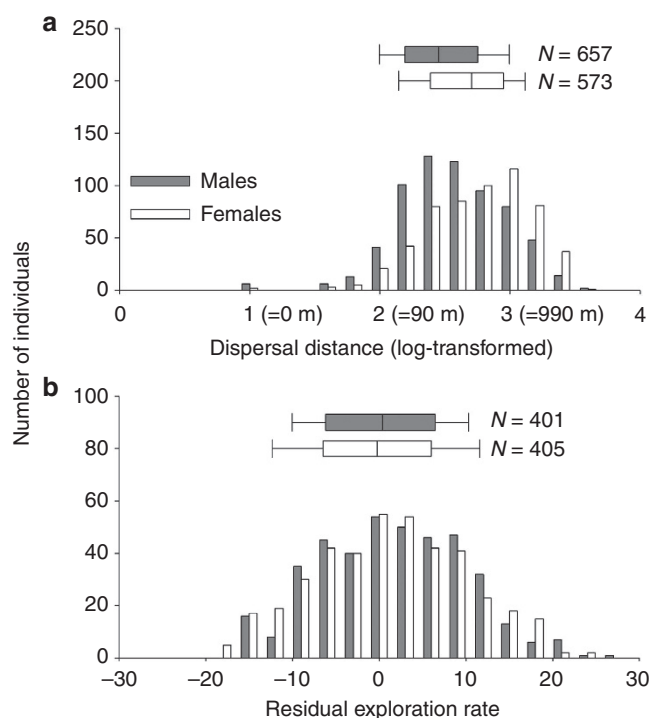 a
250
200
150
100
50
0
N = 657
N = 573
Males
Females
0 1 (=0 m) 2 (=90 m) 3 (=990 m) 4
Dispersal distance (log-transformed)
Number of individuals
b
100
80
60
40
20
0
N = 401
N = 405
–30 –20 –10 0 10 20 30
Residual exploration rate